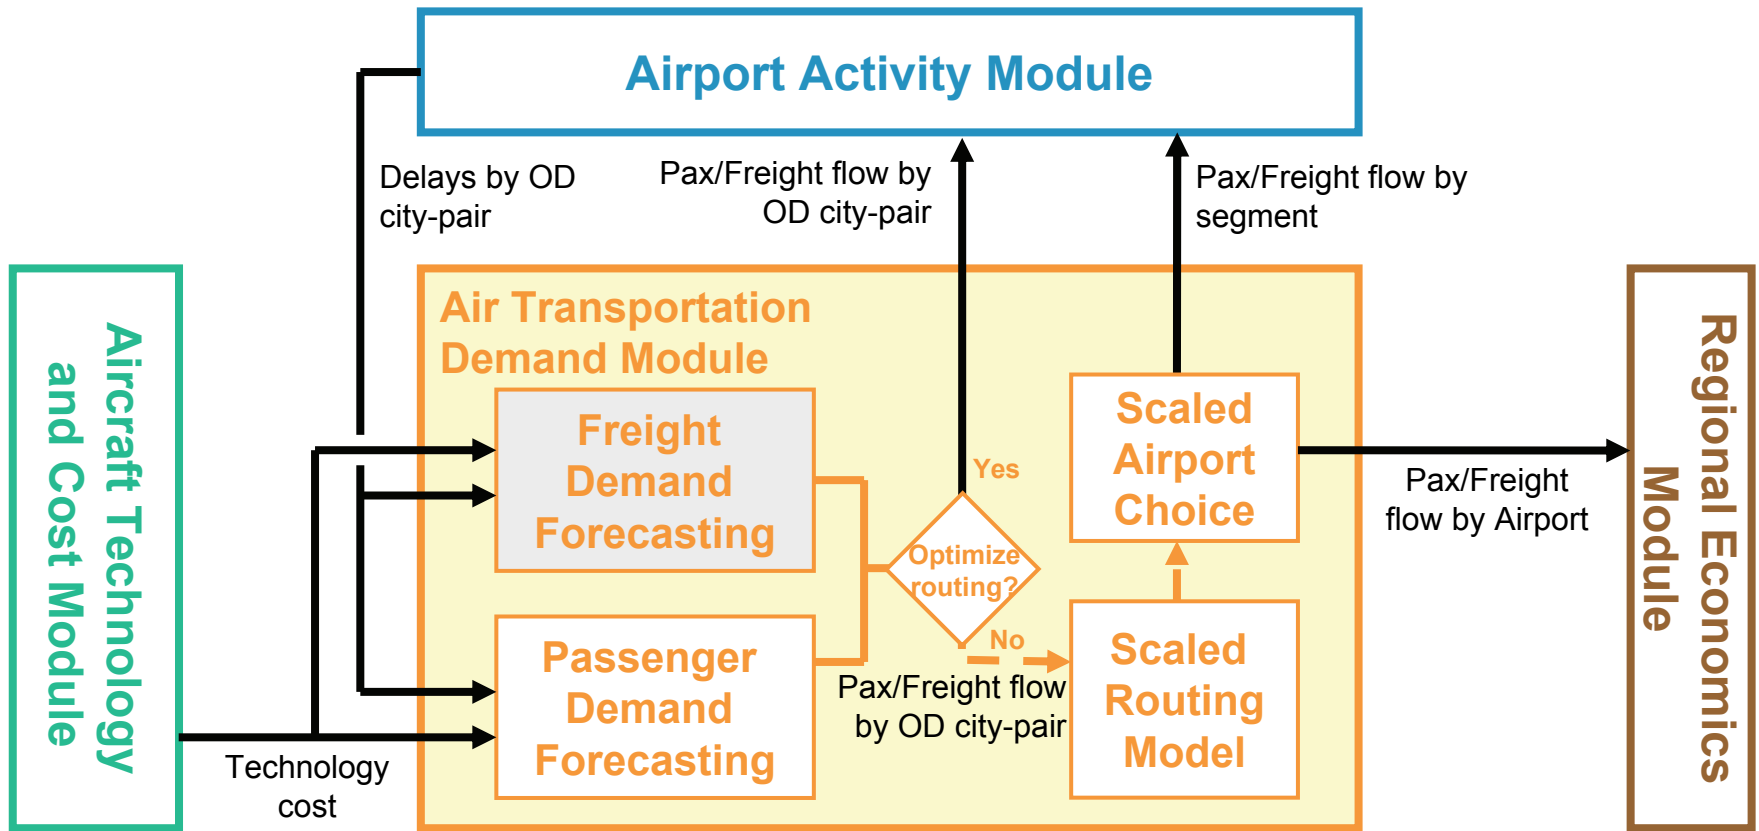 Airport Activity Module
Delays by OD
city-pair
Pax/Freight flow by
OD city-pair
Pax/Freight flow by
segment
Aircraft Technology
and Cost Module
Air Transportation
Demand Module
Freight
Demand
Forecasting
Passenger
Demand
Forecasting
Technology
cost
Yes
Optimize
routing?
No
Pax/Freight flow
by OD city-pair
Scaled
Airport
Choice
Scaled
Routing
Model
Pax/Freight
flow by Airport
Regional Economics
Module